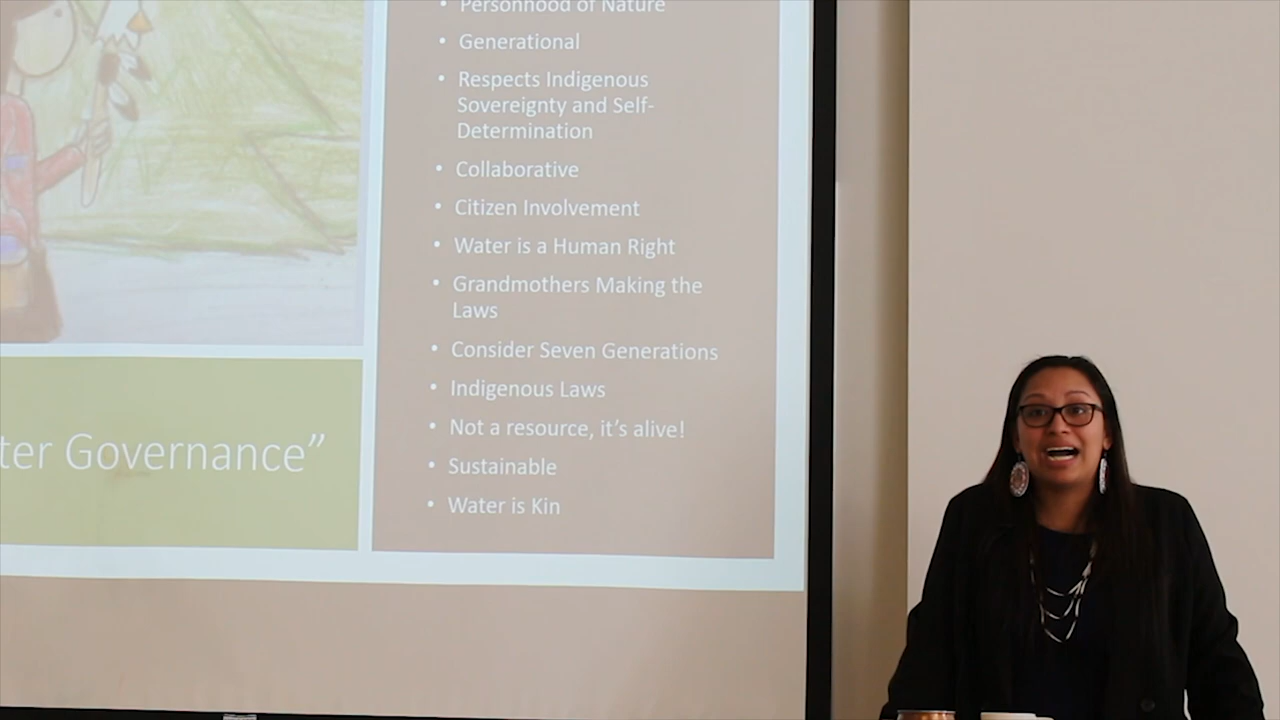 • Personhood of Nature
• Generational
• Respects Indigenous
Sovereignty and Self-
Determination
• Collaborative
• Citizen Involvement
• Water is a Human Right
• Grandmothers Making the
Laws
• Consider Seven Generations
• Indigenous Laws
• Not a resource, it's alive!
• Sustainable
• Water is Kin
ter Governance”